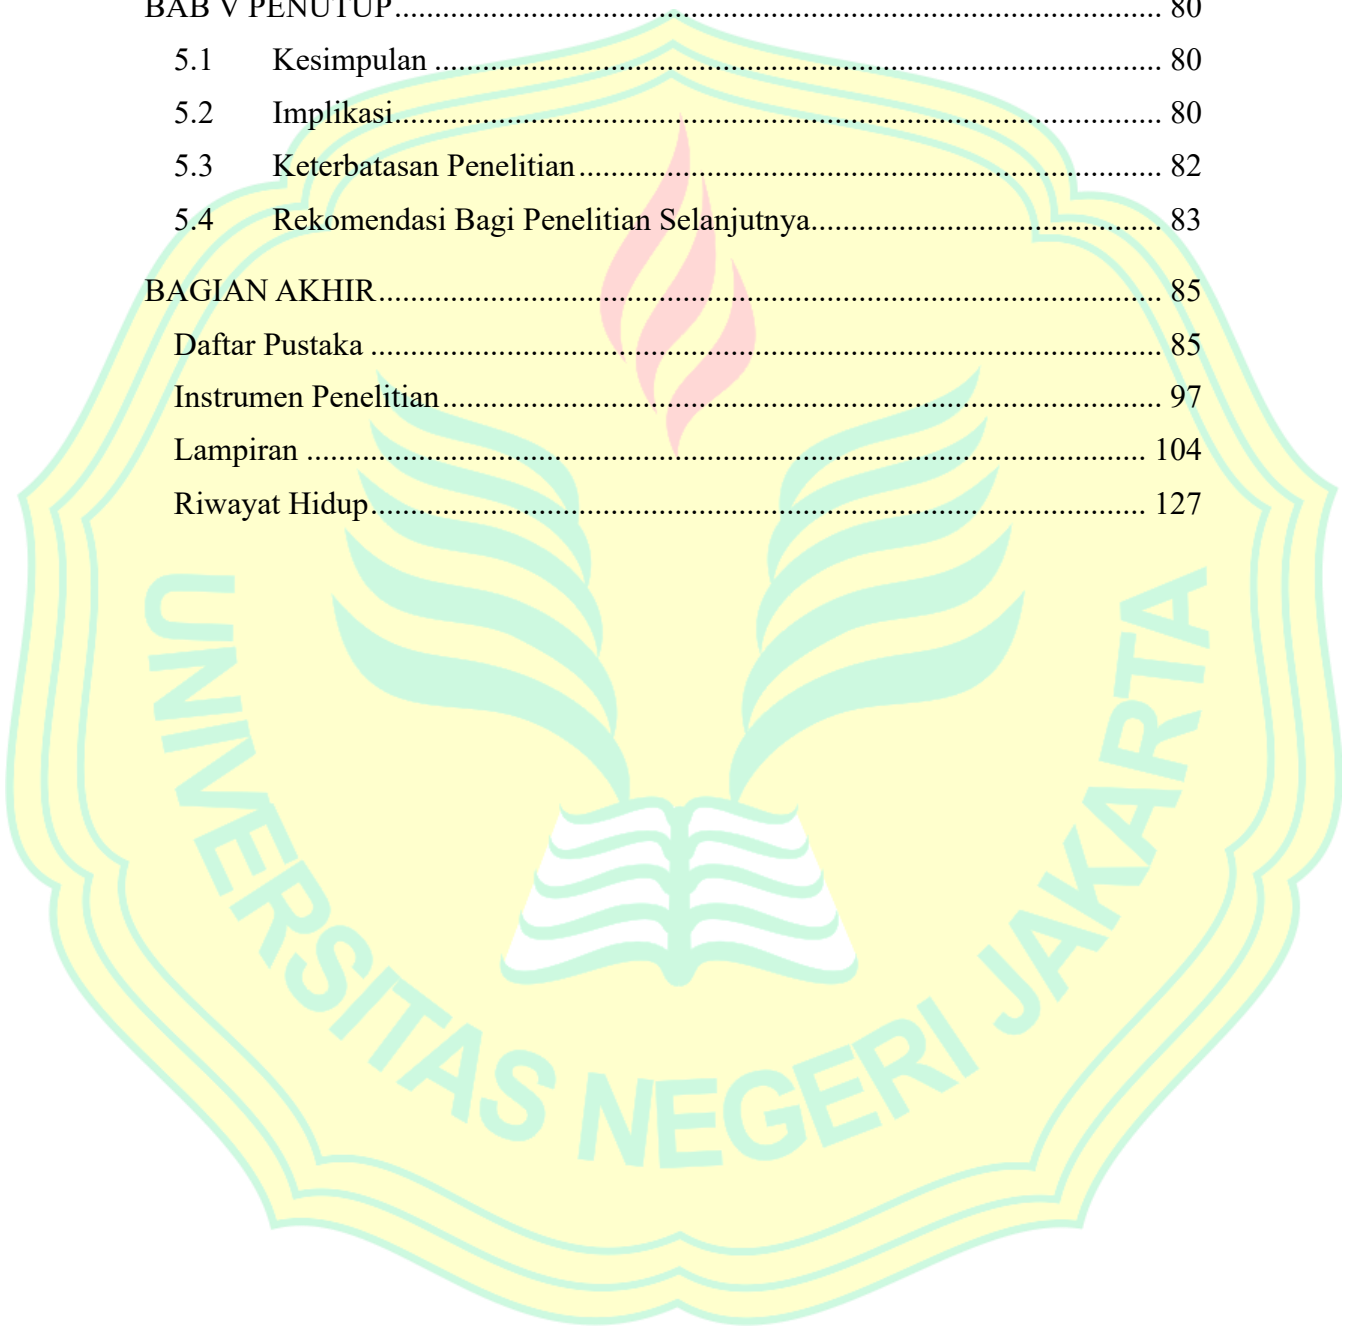 BAB V PENUTUP........................................................................................................ 80
5.1 Kesimpulan ........................................................................................................ 80
5.2 Implikasi........................................................................................................ 80
5.3 Keterbatasan Penelitian........................................................................................ 82
5.4 Rekomendasi Bagi Penelitian Selanjutnya............................................................ 83
BAGIAN AKHIR........................................................................................................ 85
Daftar Pustaka ........................................................................................................ 85
Instrumen Penelitian............................................................................................... 97
Lampiran ........................................................................................................ 104
Riwayat Hidup........................................................................................................ 127
UNIVERSITAS NEGERI JAKARTA